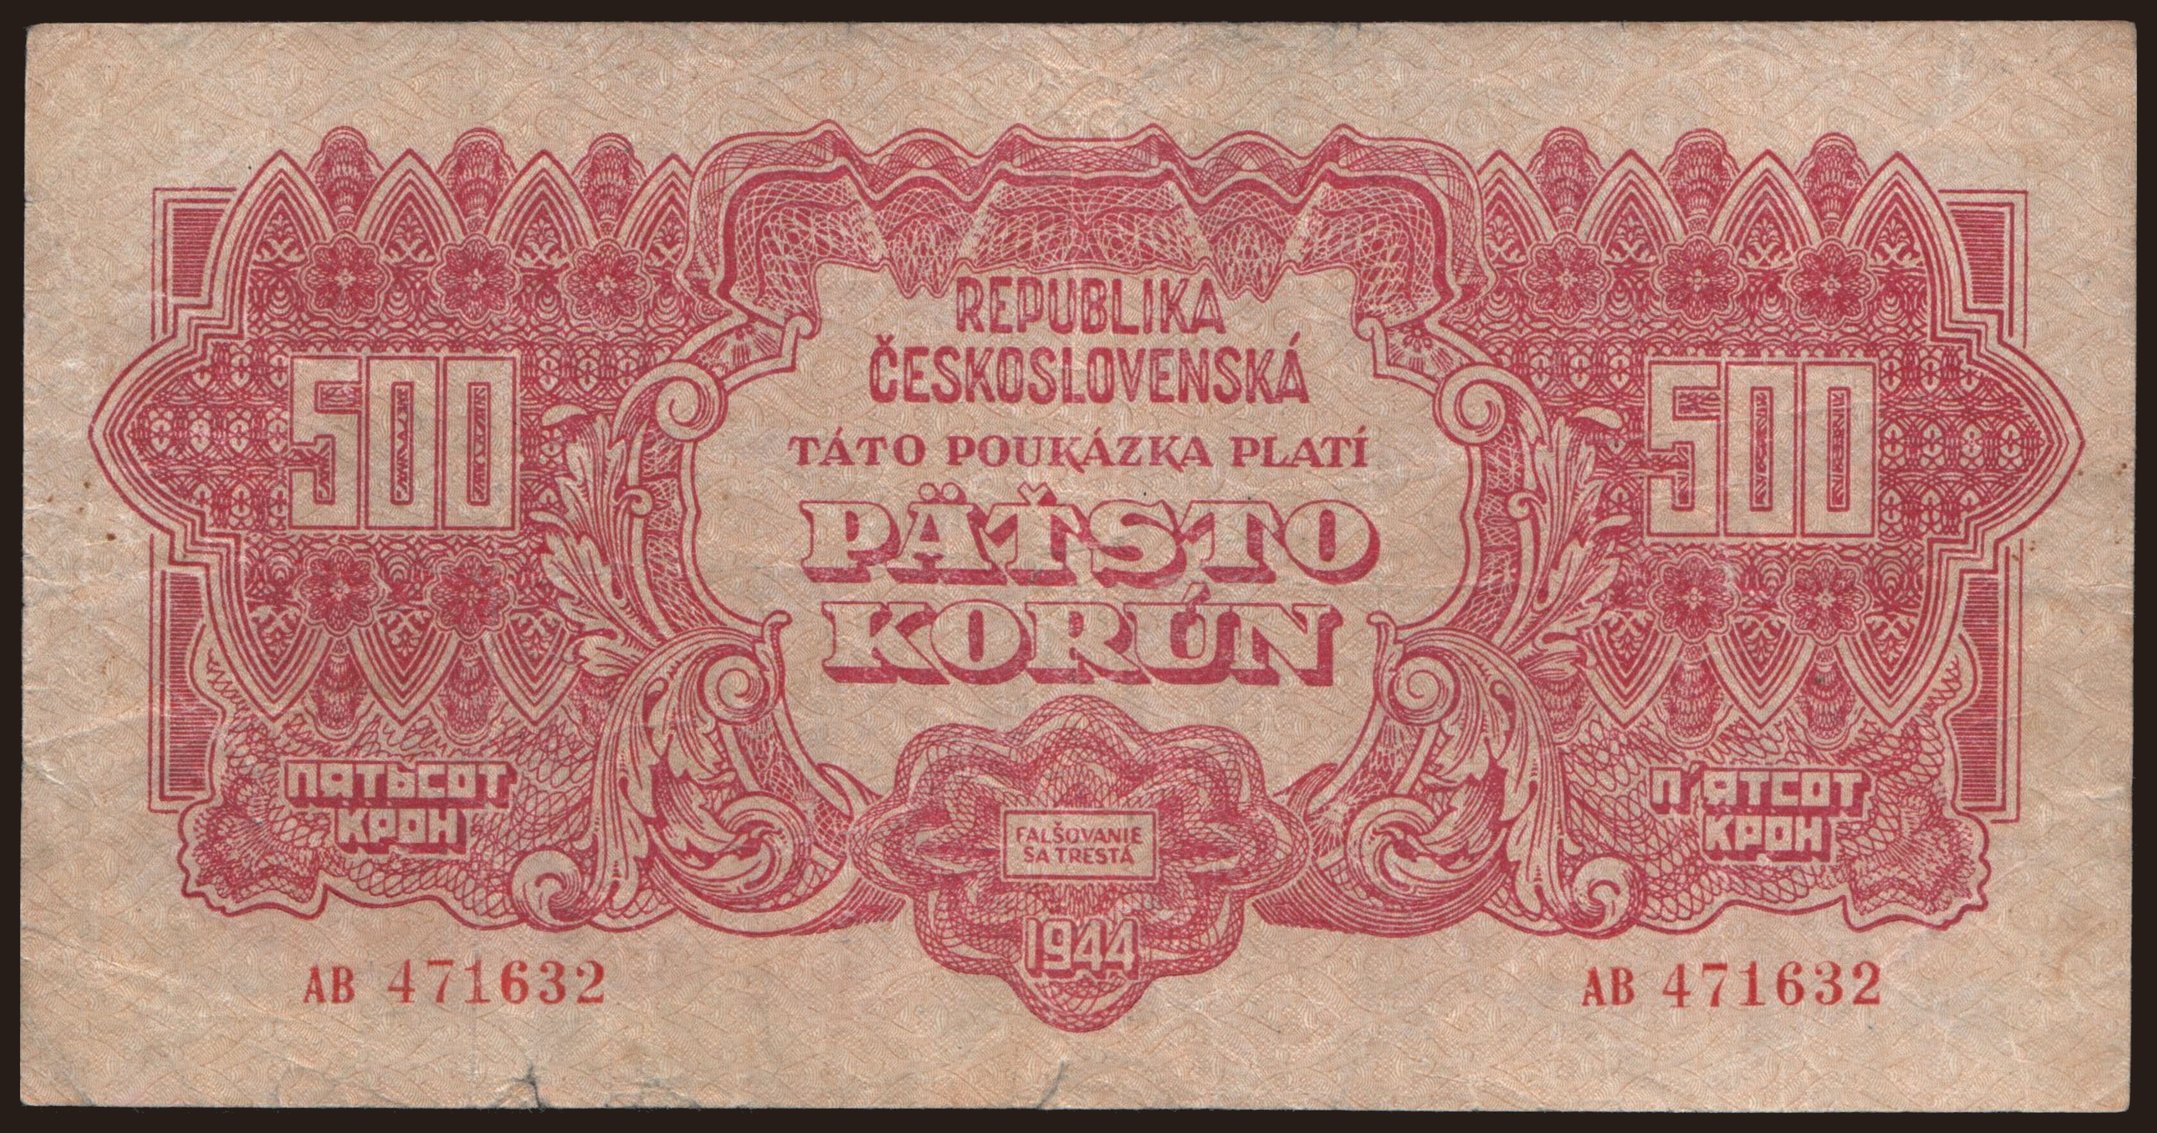 REPUBLIKA
ČESKOSLOVENSKÁ
TÁTO POUKÁZKA PLATÍ
500
500
PÄŤSTO
KORÚN
ПЯТЬСОТ
КРОН
П'ЯТСОТ
КРОН
FALŠOVANIE
SA TRESTÁ
1944
AB 471632
AB 471632